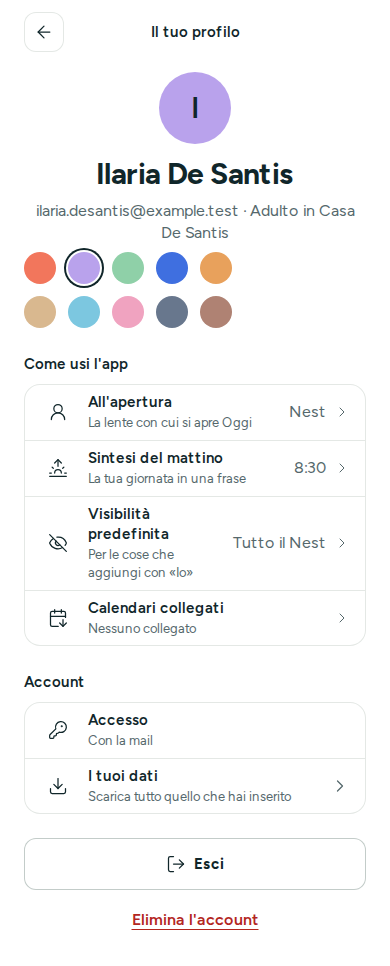 Il tuo profilo
I
Ilaria De Santis
ilaria.desantis@example.test · Adulto in Casa
De Santis
Come usi l'app
All'apertura
La lente con cui si apre Oggi
Nest
Sintesi del mattino
La tua giornata in una frase
8:30
Visibilità
predefinita
Per le cose che
aggiungi con «Io»
Tutto il Nest
Calendari collegati
Nessuno collegato
Account
Accesso
Con la mail
I tuoi dati
Scarica tutto quello che hai inserito
Esci
Elimina l'account